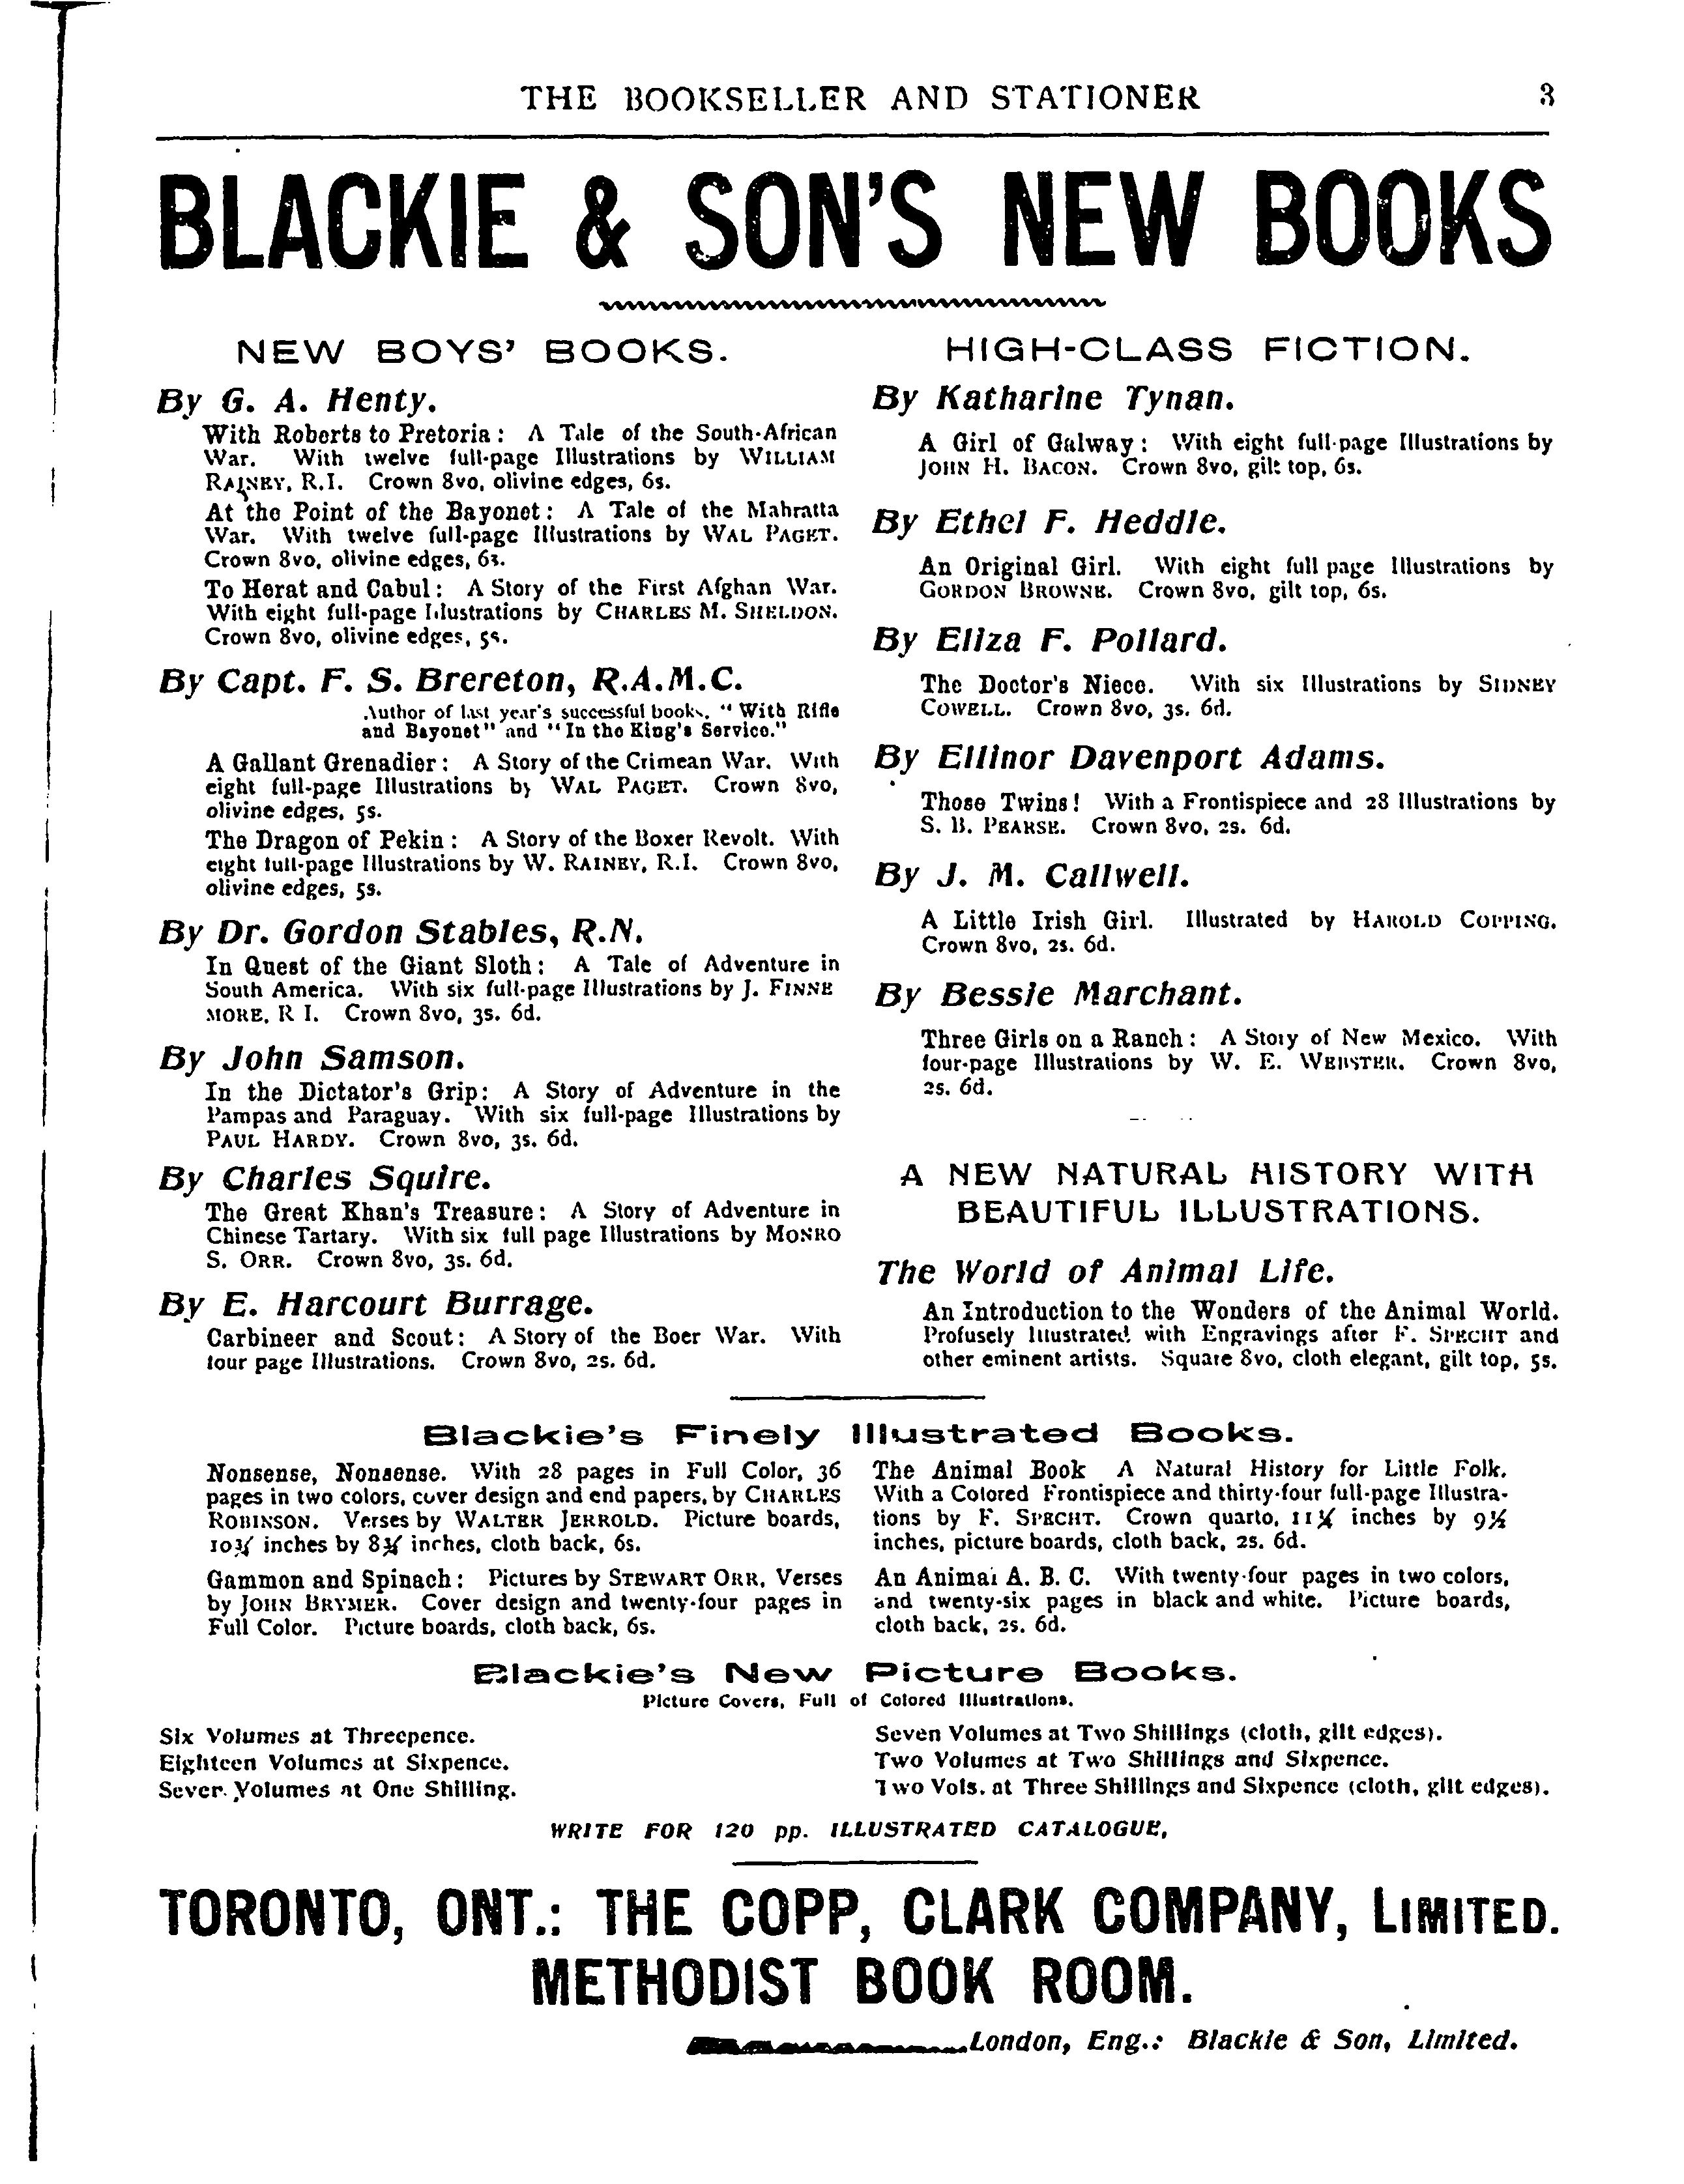 THE BOOKSELLER AND STATIONER 3
BLACKIE & SON'S NEW BOOKS
NEW BOYS' BOOKS.
By G. A. Henty.
With Roberts to Pretoria: A Tale of the South-African
War. With twelve full-page Illustrations by WILLIAM
RAINEY, R.I. Crown 8vo, olivine edges, 6s.
At the Point of the Bayonet: A Tale of the Mahratta
War. With twelve full-page Illustrations by WAL PAGET.
Crown 8vo, olivine edges, 6s.
To Herat and Cabul: A Story of the First Afghan War.
With eight full-page Illustrations by CHARLES M. SHELDON.
Crown 8vo, olivine edges, 5s.
By Capt. F. S. Brereton, R.A.M.C.
Author of last year's successful books, "With Rifle
and Bayonet" and "In the King's Service."
A Gallant Grenadier: A Story of the Crimean War. With
eight full-page Illustrations by WAL PAGET. Crown 8vo,
olivine edges, 5s.
The Dragon of Pekin: A Story of the Boxer Revolt. With
eight full-page Illustrations by W. RAINEY, R.I. Crown 8vo,
olivine edges, 5s.
By Dr. Gordon Stables, R.N.
In Quest of the Giant Sloth: A Tale of Adventure in
South America. With six full-page Illustrations by J. FINNE
MORE, R I. Crown 8vo, 3s. 6d.
By John Samson.
In the Dictator's Grip: A Story of Adventure in the
Pampas and Paraguay. With six full-page Illustrations by
PAUL HARDY. Crown 8vo, 3s. 6d.
By Charles Squire.
The Great Khan's Treasure: A Story of Adventure in
Chinese Tartary. With six full page Illustrations by MONRO
S. ORR. Crown 8vo, 3s. 6d.
By E. Harcourt Burrage.
Carbineer and Scout: A Story of the Boer War. With
four page Illustrations. Crown 8vo, 2s. 6d.
HIGH-CLASS FICTION.
By Katharine Tynan.
A Girl of Galway: With eight full-page Illustrations by
JOHN H. BACON. Crown 8vo, gilt top, 6s.
By Ethel F. Heddle.
An Original Girl. With eight full page Illustrations by
GORDON BROWNE. Crown 8vo, gilt top, 6s.
By Eliza F. Pollard.
The Doctor's Niece. With six Illustrations by SIDNEY
COWELL. Crown 8vo, 3s. 6d.
By Ellinor Davenport Adams.
Those Twins! With a Frontispiece and 28 Illustrations by
S. B. PEARSE. Crown 8vo, 2s. 6d.
By J. M. Callwell.
A Little Irish Girl. Illustrated by HAROLD COPPING.
Crown 8vo, 2s. 6d.
By Bessie Marchant.
Three Girls on a Ranch: A Story of New Mexico. With
four-page Illustrations by W. E. WEBSTER. Crown 8vo,
2s. 6d.
A NEW NATURAL HISTORY WITH
BEAUTIFUL ILLUSTRATIONS.
The World of Animal Life.
An Introduction to the Wonders of the Animal World.
Profusely Illustrated with Engravings after F. SPECHT and
other eminent artists. Square 8vo, cloth elegant, gilt top, 5s.
Blackie's Finely Illustrated Books.
Nonsense, Nonsense. With 28 pages in Full Color, 36
pages in two colors, cover design and end papers, by CHARLES
ROBINSON. Verses by WALTER JERROLD. Picture boards,
10¾ inches by 8¾ inches, cloth back, 6s.
Gammon and Spinach: Pictures by STEWART ORR, Verses
by JOHN BRYMER. Cover design and twenty-four pages in
Full Color. Picture boards, cloth back, 6s.
The Animal Book A Natural History for Little Folk.
With a Colored Frontispiece and thirty-four full-page Illustra-
tions by F. SPECHT. Crown quarto, 11¼ inches by 9½
inches, picture boards, cloth back, 2s. 6d.
An Animal A. B. C. With twenty-four pages in two colors,
and twenty-six pages in black and white. Picture boards,
cloth back, 2s. 6d.
Blackie's New Picture Books.
Picture Covers, Full of Colored Illustrations.
Six Volumes at Threepence.
Eighteen Volumes at Sixpence.
Seven Volumes at One Shilling.
Seven Volumes at Two Shillings (cloth, gilt edges).
Two Volumes at Two Shillings and Sixpence.
Two Vols. at Three Shillings and Sixpence (cloth, gilt edges).
WRITE FOR 120 pp. ILLUSTRATED CATALOGUE,
TORONTO, ONT.: THE COPP, CLARK COMPANY, LIMITED.
METHODIST BOOK ROOM.
London, Eng.: Blackie & Son, Limited.